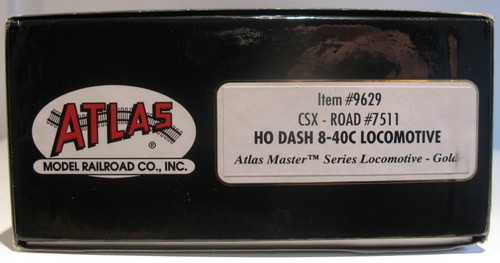 ATLAS
®
MODEL RAILROAD CO., INC.
Item #9629
CSX - ROAD #7511
HO DASH 8-40C LOCOMOTIVE
Atlas Master™ Series Locomotive - Gold